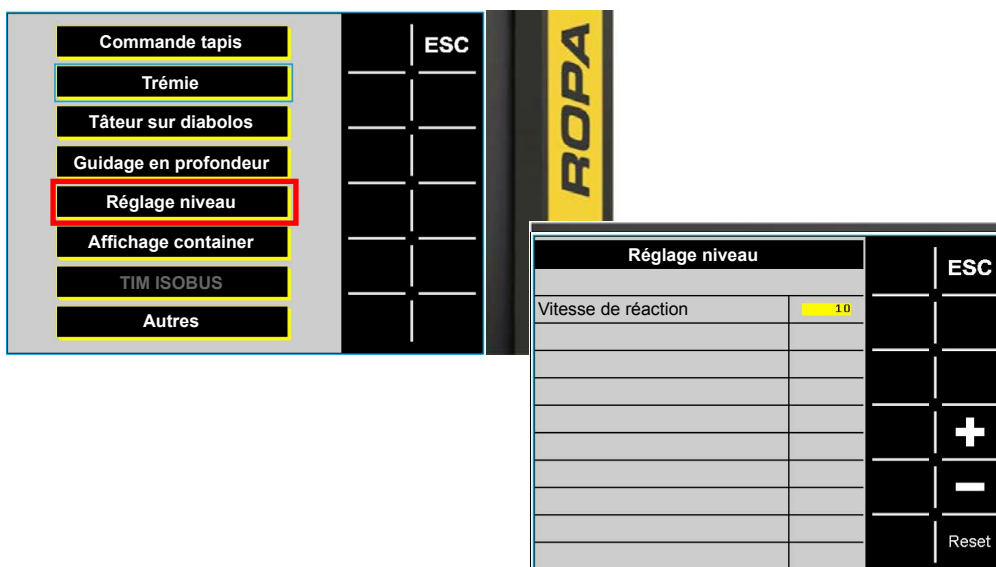 Commande tapis
ESC
Trémie
Tâteur sur diabolos
Guidage en profondeur
Réglage niveau
Affichage container
TIM ISOBUS
Autres
ROPA
Réglage niveau
ESC
Vitesse de réaction 10
+
-
Reset